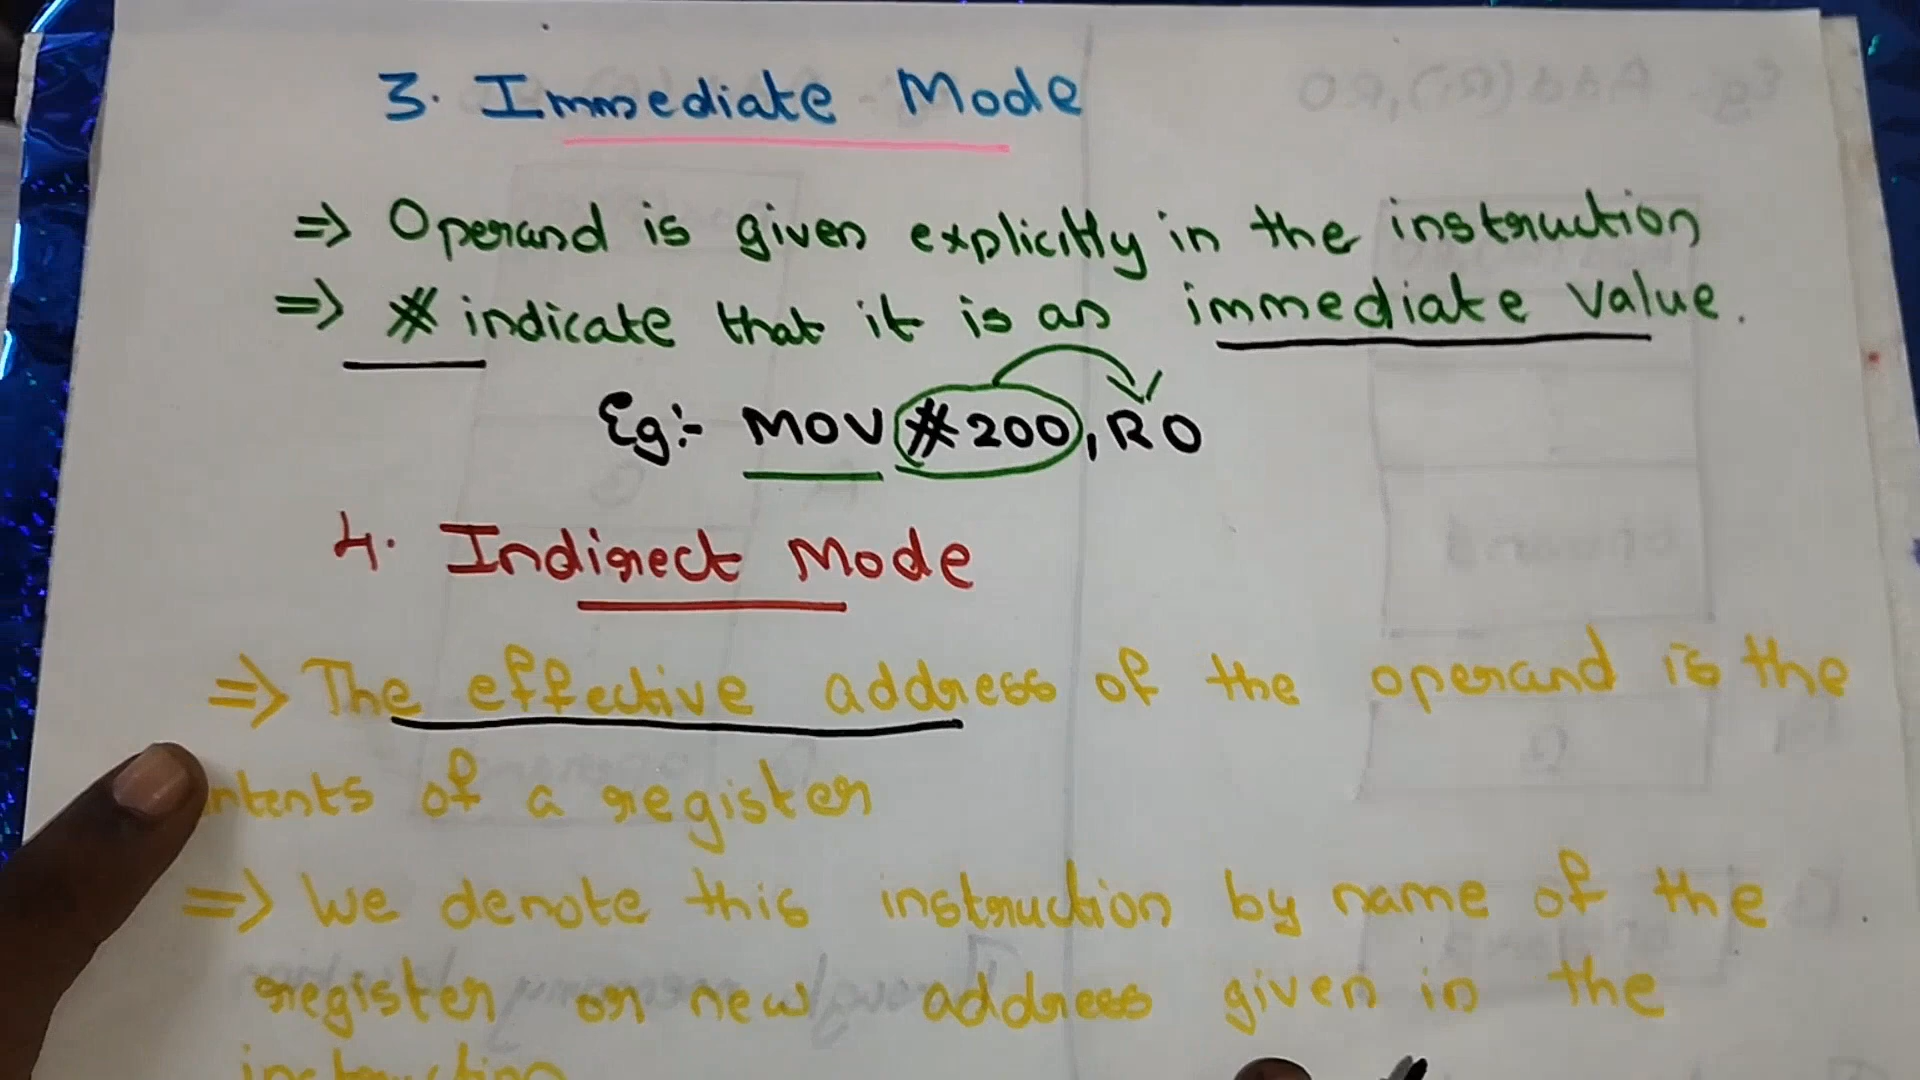 3. Immediate Mode
=> Operand is given explicitly in the instruction
=> # indicate that it is an immediate value.
Eg:- MOV #200, R0
4. Indirect Mode
=> The effective address of the operand is the
ntents of a register
=> We denote this instruction by name of the
register or new address given in the
instruction